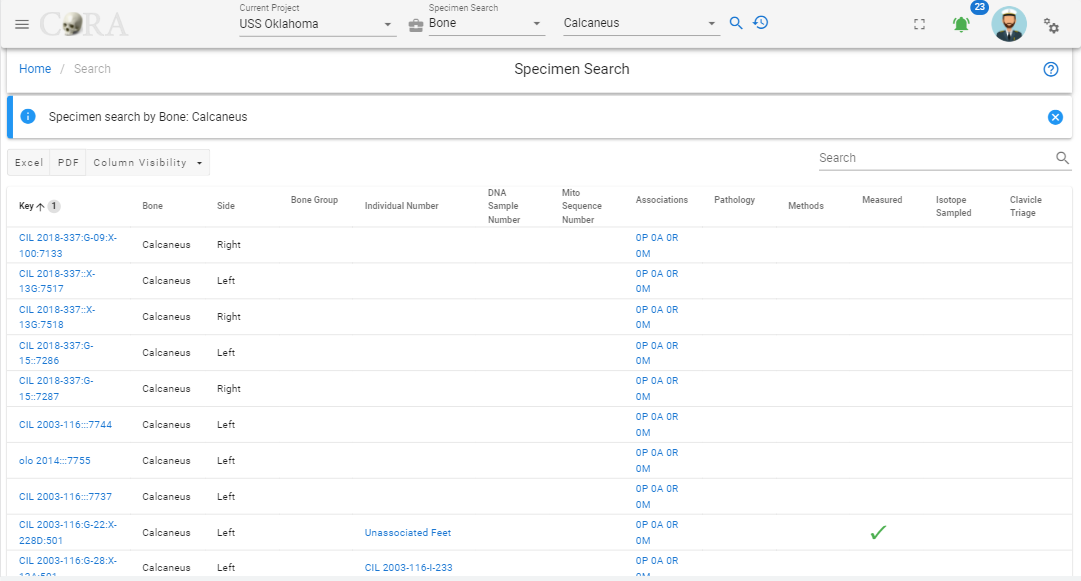 Current Project
USS Oklahoma
Specimen Search
Bone
Calcaneus
23
CORA
Home / Search
Specimen Search
Specimen search by Bone: Calcaneus
Excel PDF Column Visibility
Search
Key 1 Bone Side Bone Group Individual Number DNA Sample Number Mito Sequence Number Associations Pathology Methods Measured Isotope Sampled Clavicle Triage
CIL 2018-337:G-09:X-
100:7133
Calcaneus Right 0P 0A 0R
0M
CIL 2018-337::X-
13G:7517
Calcaneus Left 0P 0A 0R
0M
CIL 2018-337::X-
13G:7518
Calcaneus Right 0P 0A 0R
0M
CIL 2018-337:G-
15::7286
Calcaneus Left 0P 0A 0R
0M
CIL 2018-337:G-
15::7287
Calcaneus Right 0P 0A 0R
0M
CIL 2003-116:::7744 Calcaneus Left 0P 0A 0R
0M
olo 2014:::7755 Calcaneus Left 0P 0A 0R
0M
CIL 2003-116:::7737 Calcaneus Left 0P 0A 0R
0M
CIL 2003-116:G-22:X-
228D:501
Calcaneus Left Unassociated Feet 0P 0A 0R
0M
CIL 2003-116:G-28:X-
Calcaneus Left CIL 2003-116-I-233 0P 0A 0R
0M